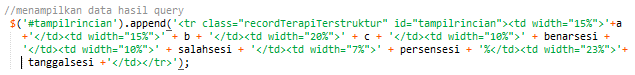 //menampilkan data hasil query
$('#tampilrincian').append('<tr class="recordTerapiTerstruktur" id="tampilrincian"><td width="15%">'+a
+'</td><td width="15%">' + b + '</td><td width="20%">' + c + '</td><td width="10%">' + benarsesi +
'</td><td width="10%">' + salahsesi + '</td><td width="7%">' + persensesi + '%</td><td width="23%">'+
tanggalsesi +'</td></tr>');